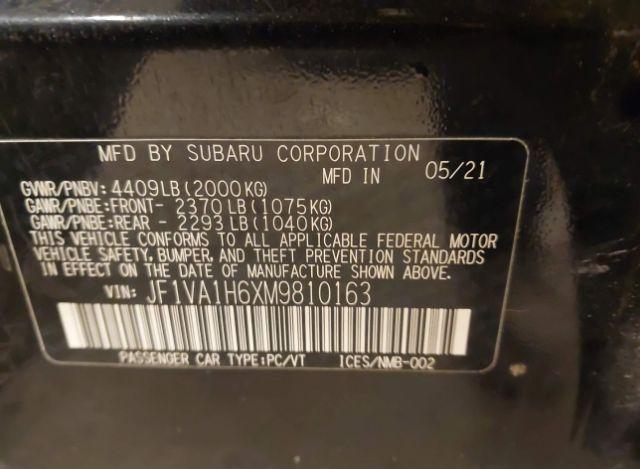 MFD BY SUBARU CORPORATION
MFD IN 05/21
GVWR/PNBV: 4409LB(2000KG)
GAWR/PNBE:FRONT- 2370LB(1075KG)
GAWR/PNBE:REAR - 2293LB(1040KG)
THIS VEHICLE CONFORMS TO ALL APPLICABLE FEDERAL MOTOR
VEHICLE SAFETY, BUMPER, AND THEFT PREVENTION STANDARDS
IN EFFECT ON THE DATE OF MANUFACTURE SHOWN ABOVE.
VIN: JF1VA1H6XM9810163
PASSENGER CAR TYPE:PC/VT ICES/NMB-002